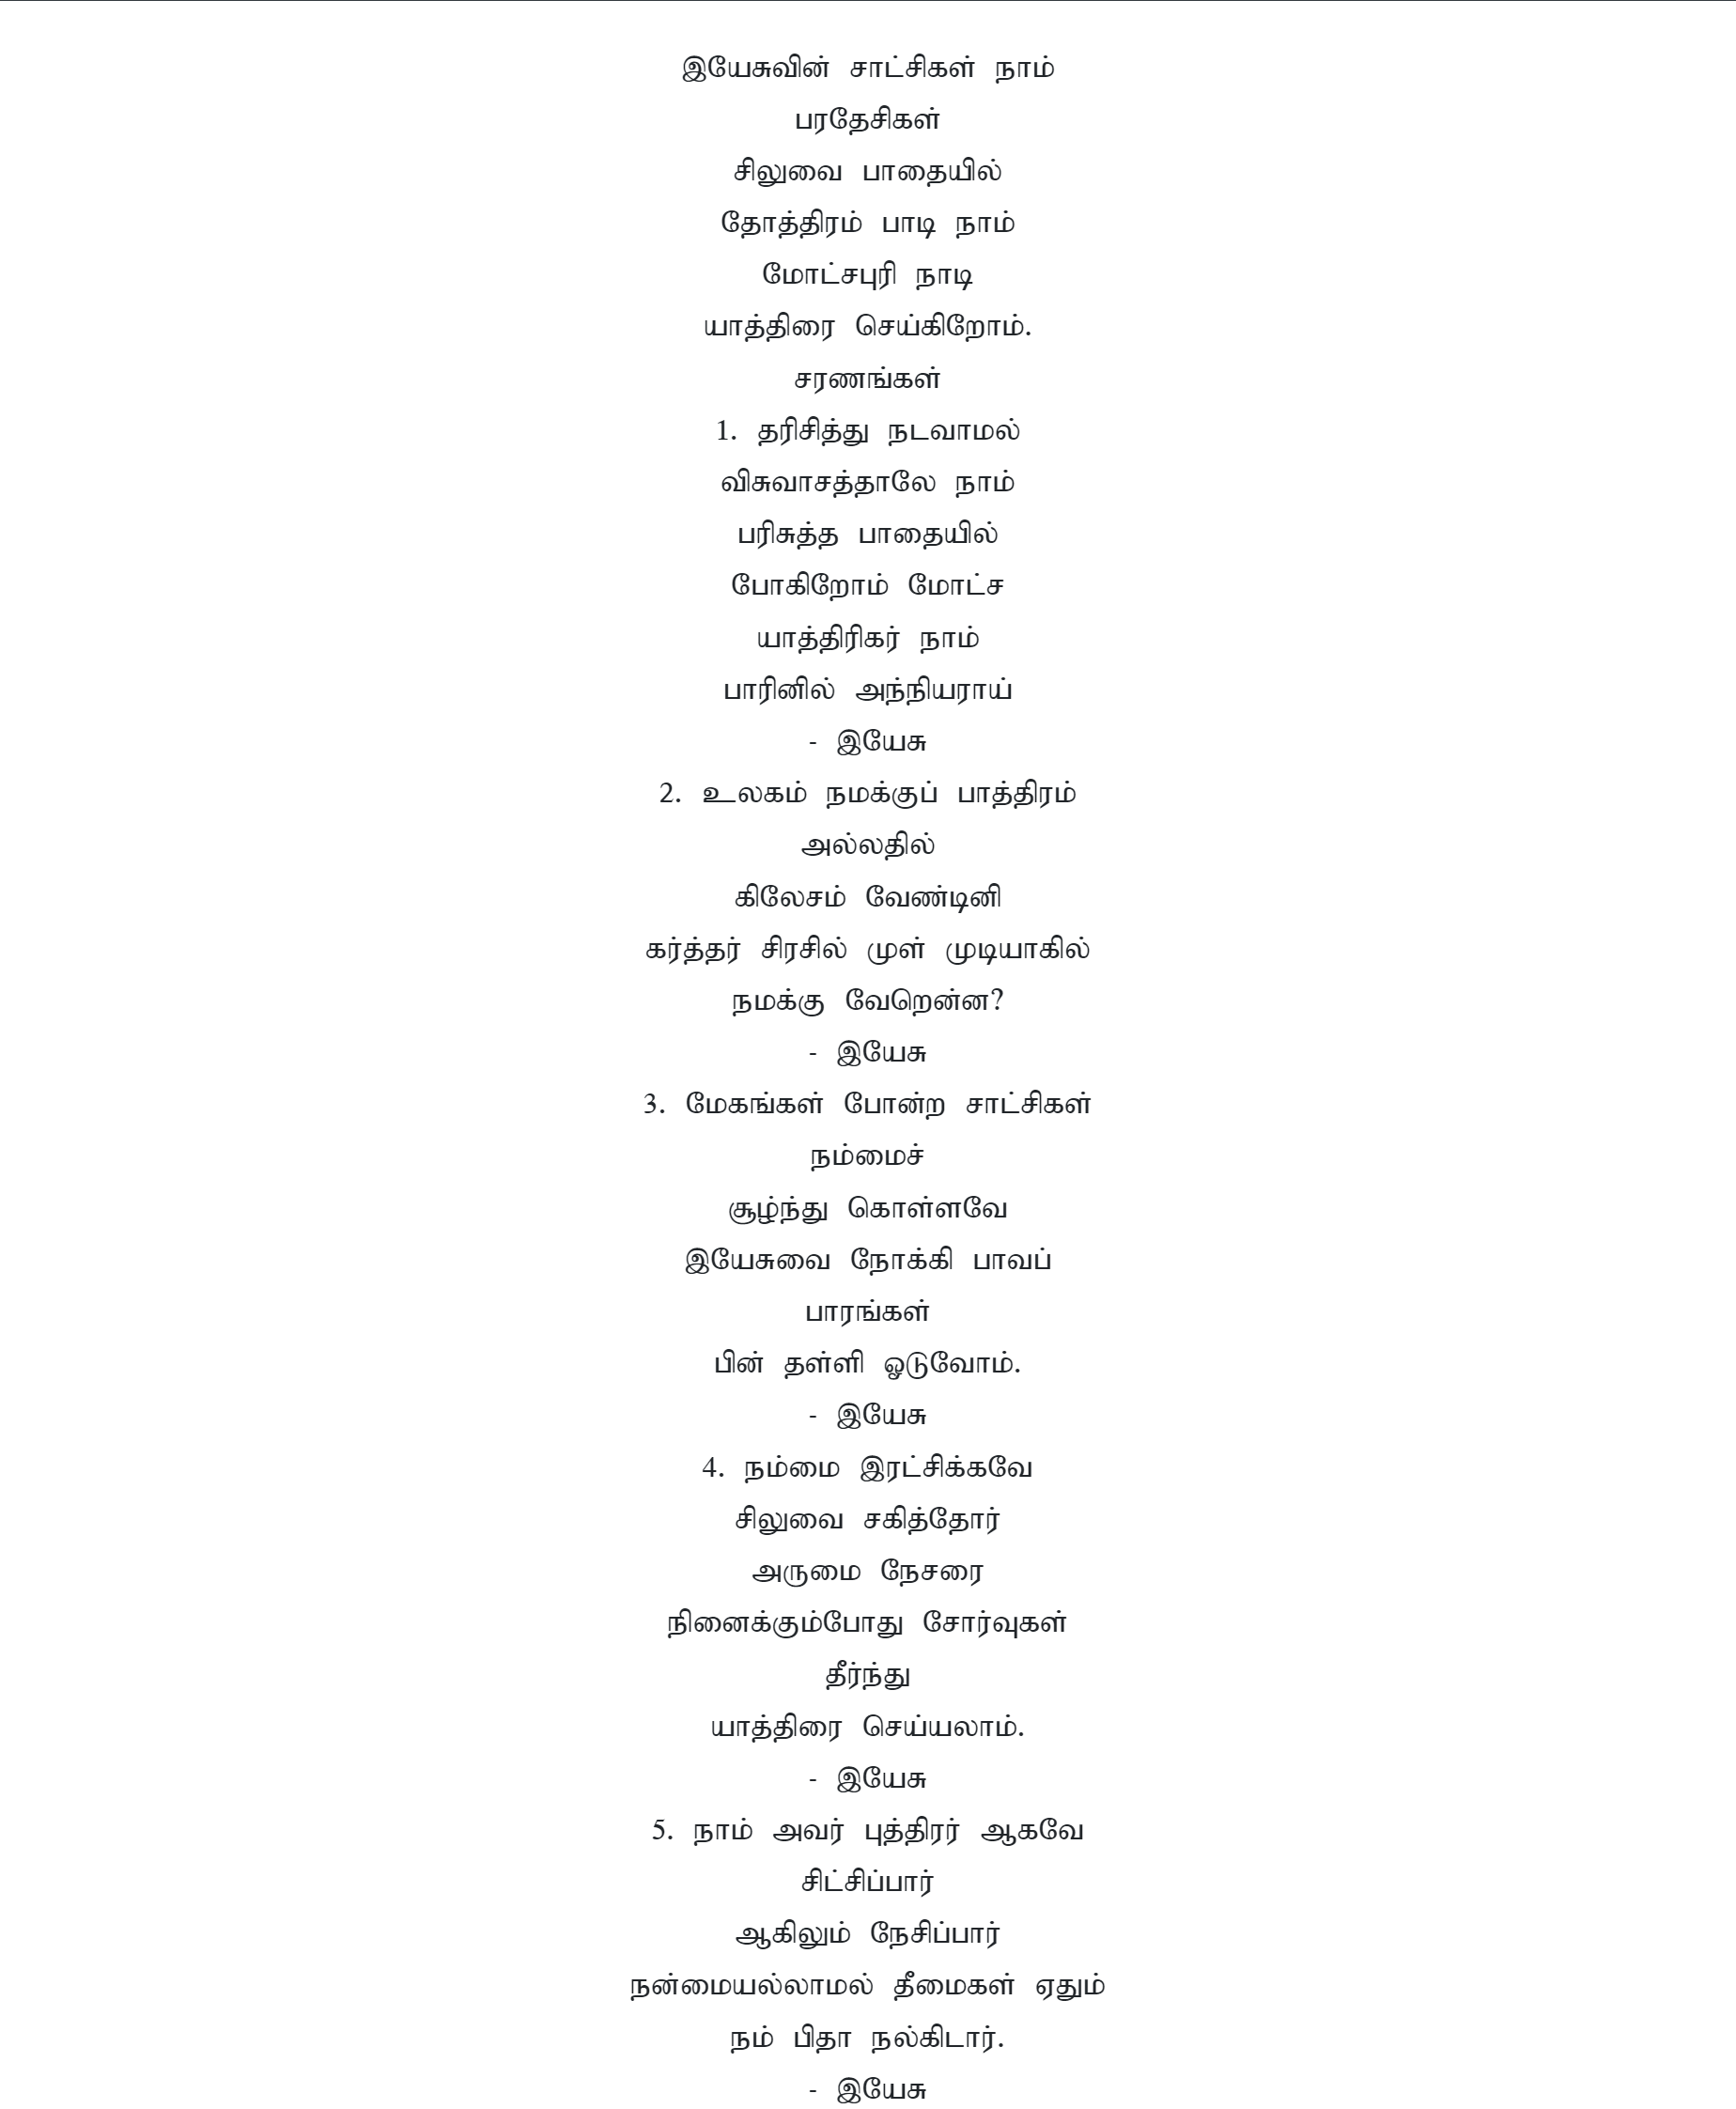 இயேசுவின் சாட்சிகள் நாம்
பரதேசிகள்
சிலுவை பாதையில்
தோத்திரம் பாடி நாம்
மோட்சபுரி நாடி
யாத்திரை செய்கிறோம்.
சரணங்கள்
1. தரிசித்து நடவாமல்
விசுவாசத்தாலே நாம்
பரிசுத்த பாதையில்
போகிறோம் மோட்ச
யாத்திரிகர் நாம்
பாரினில் அந்நியராய்
- இயேசு
2. உலகம் நமக்குப் பாத்திரம்
அல்லதில்
கிலேசம் வேண்டினி
கர்த்தர் சிரசில் முள் முடியாகில்
நமக்கு வேறென்ன?
- இயேசு
3. மேகங்கள் போன்ற சாட்சிகள்
நம்மைச்
சூழ்ந்து கொள்ளவே
இயேசுவை நோக்கி பாவப்
பாரங்கள்
பின் தள்ளி ஓடுவோம்.
- இயேசு
4. நம்மை இரட்சிக்கவே
சிலுவை சகித்தோர்
அருமை நேசரை
நினைக்கும்போது சோர்வுகள்
தீர்ந்து
யாத்திரை செய்யலாம்.
- இயேசு
5. நாம் அவர் புத்திரர் ஆகவே
சிட்சிப்பார்
ஆகிலும் நேசிப்பார்
நன்மையல்லாமல் தீமைகள் ஏதும்
நம் பிதா நல்கிடார்.
- இயேசு